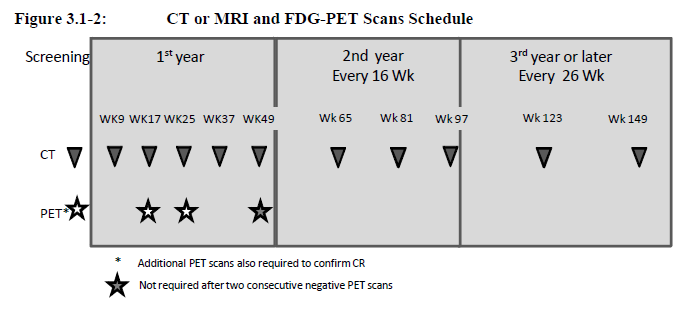 Figure 3.1-2: CT or MRI and FDG-PET Scans Schedule
Screening 1st year 2nd year 3rd year or later
Every 16 Wk Every 26 Wk
WK9 WK17 WK25 WK37 WK49 Wk 65 Wk 81 Wk 97 Wk 123 Wk 149
CT
PET*
* Additional PET scans also required to confirm CR
Not required after two consecutive negative PET scans